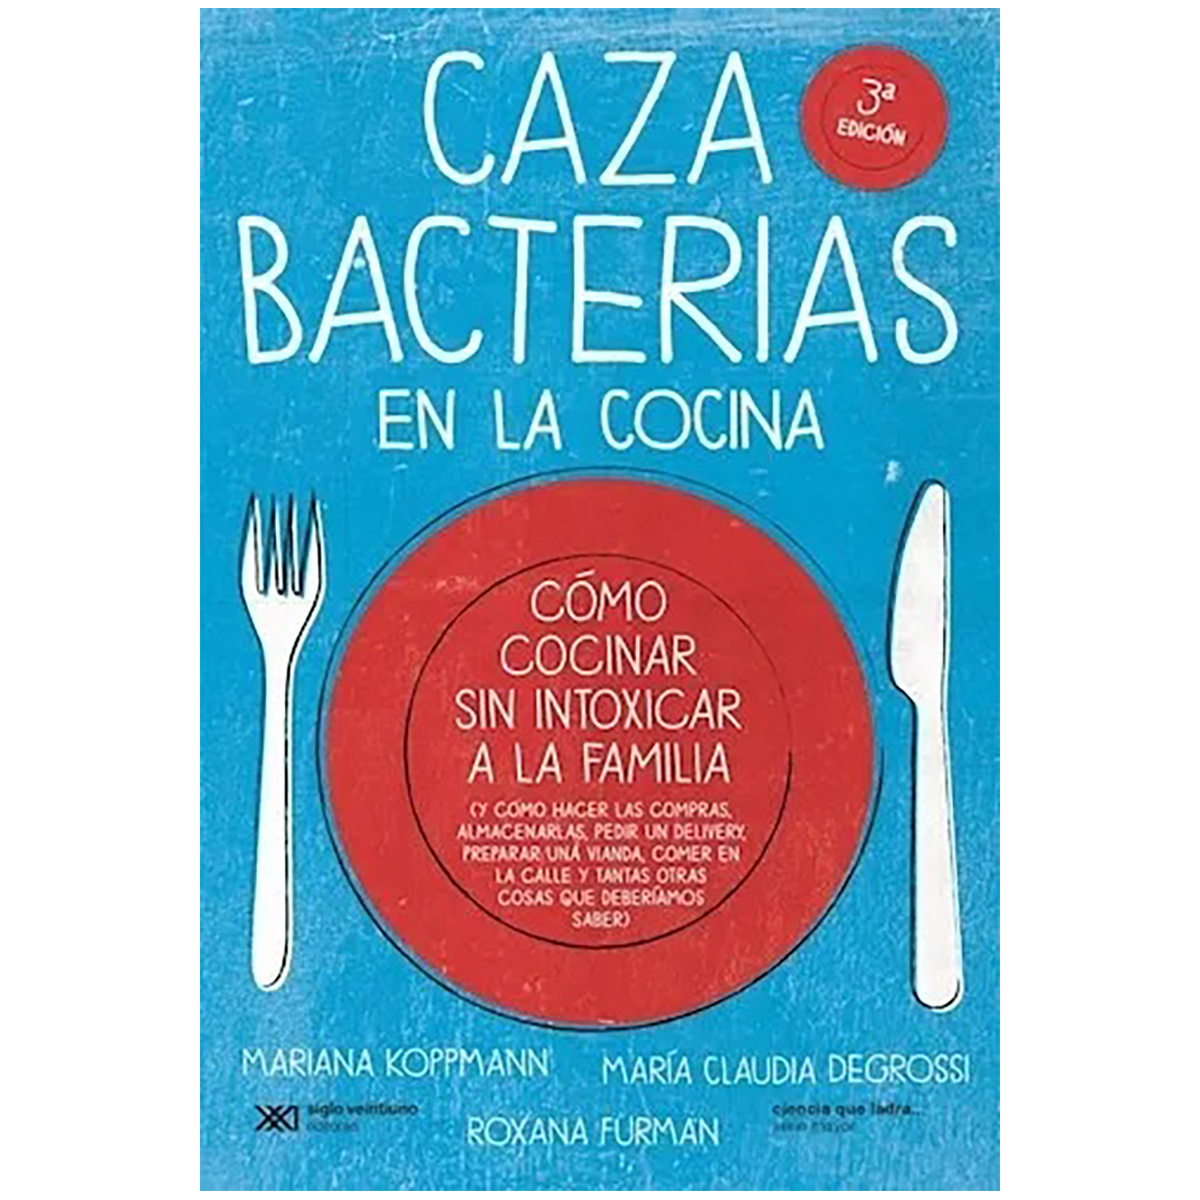 CAZA
3ª
EDICIÓN
BACTERIAS
EN LA COCINA
CÓMO
COCINAR
SIN INTOXICAR
A LA FAMILIA
(Y CÓMO HACER LAS COMPRAS,
ALMACENARLAS, PEDIR UN DELIVERY,
PREPARAR UNA VIANDA, COMER EN
LA CALLE Y TANTAS OTRAS
COSAS QUE DEBERÍAMOS
SABER)
MARIANA KOPPMANN
MARÍA CLAUDIA DEGROSSI
siglo veintiuno
editores
ciencia que ladra...
serie mayor
ROXANA FURMAN